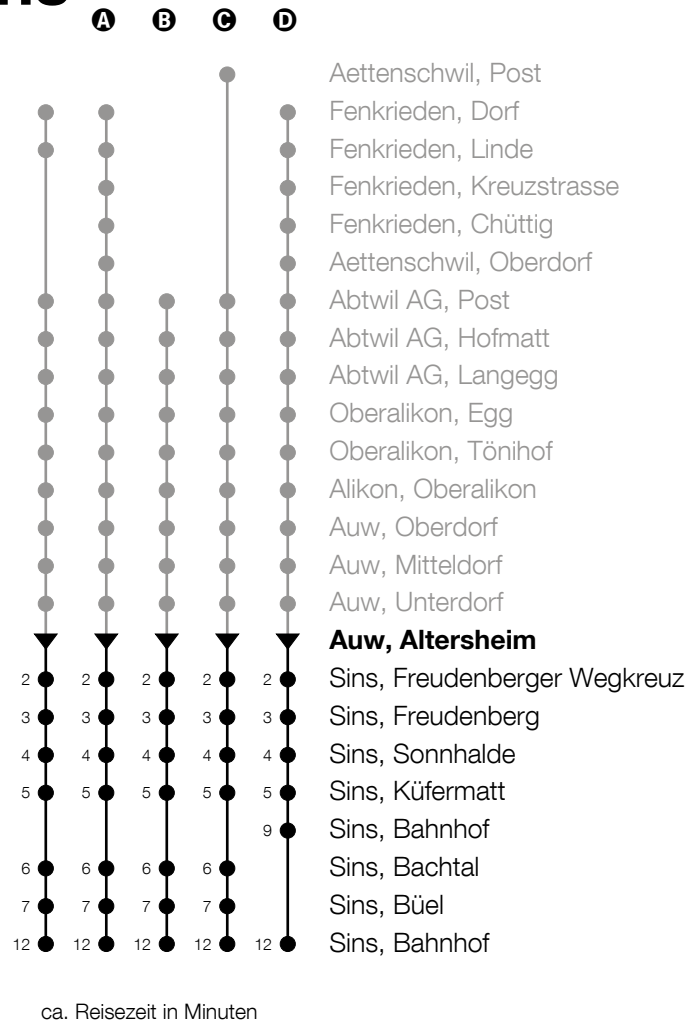 A B C D
Aettenschwil, Post
Fenkrieden, Dorf
Fenkrieden, Linde
Fenkrieden, Kreuzstrasse
Fenkrieden, Chüttig
Aettenschwil, Oberdorf
Abtwil AG, Post
Abtwil AG, Hofmatt
Abtwil AG, Langegg
Oberalikon, Egg
Oberalikon, Tönihof
Alikon, Oberalikon
Auw, Oberdorf
Auw, Mitteldorf
Auw, Unterdorf
Auw, Altersheim
2 2 2 2 2 Sins, Freudenberger Wegkreuz
3 3 3 3 3 Sins, Freudenberg
4 4 4 4 4 Sins, Sonnhalde
5 5 5 5 5 Sins, Küfermatt
9 Sins, Bahnhof
6 6 6 6 Sins, Bachtal
7 7 7 7 Sins, Büel
12 12 12 12 12 Sins, Bahnhof
ca. Reisezeit in Minuten